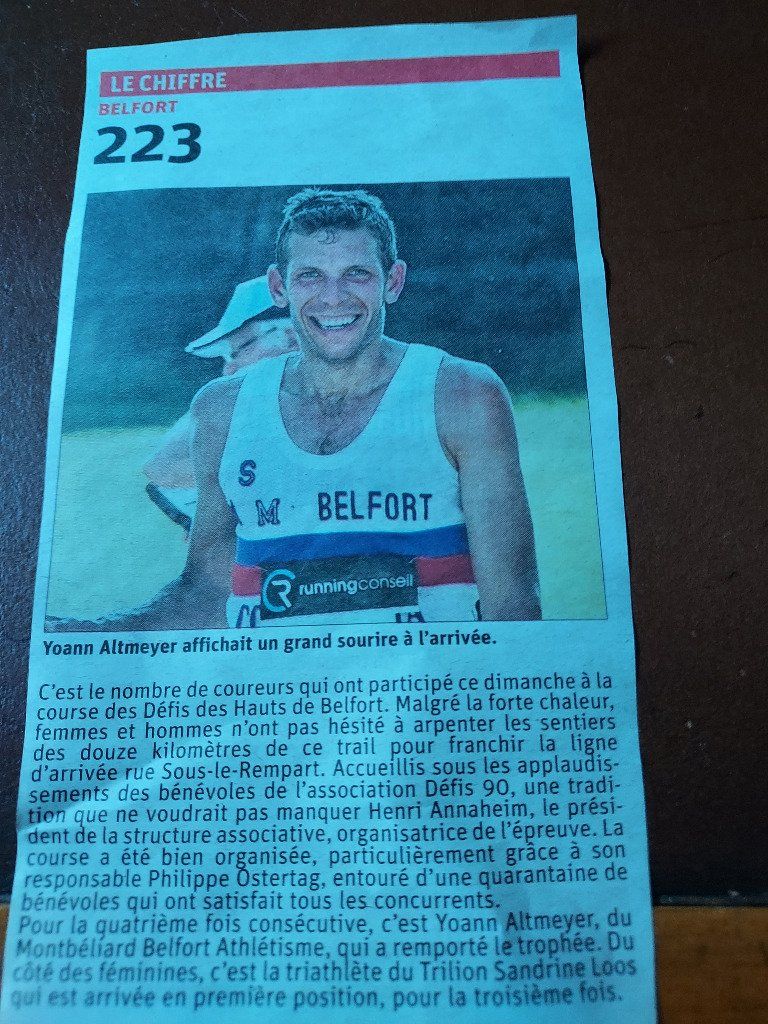 LE CHIFFRE
BELFORT
223
S
M BELFORT
runningconseil
Yoann Altmeyer affichait un grand sourire à l'arrivée.
C'est le nombre de coureurs qui ont participé ce dimanche à la
course des Défis des Hauts de Belfort. Malgré la forte chaleur,
femmes et hommes n'ont pas hésité à arpenter les sentiers
des douze kilomètres de ce trail pour franchir la ligne
d'arrivée rue Sous-le-Rempart. Accueillis sous les applaudis-
sements des bénévoles de l'association Défis 90, une tradi-
tion que ne voudrait pas manquer Henri Annaheim, le prési-
dent de la structure associative, organisatrice de l'épreuve. La
course a été bien organisée, particulièrement grâce à son
responsable Philippe Ostertag, entouré d'une quarantaine de
bénévoles qui ont satisfait tous les concurrents.
Pour la quatrième fois consécutive, c'est Yoann Altmeyer, du
Montbéliard Belfort Athlétisme, qui a remporté le trophée. Du
côté des féminines, c'est la triathlète du Trilion Sandrine Loos
qui est arrivée en première position, pour la troisième fois.